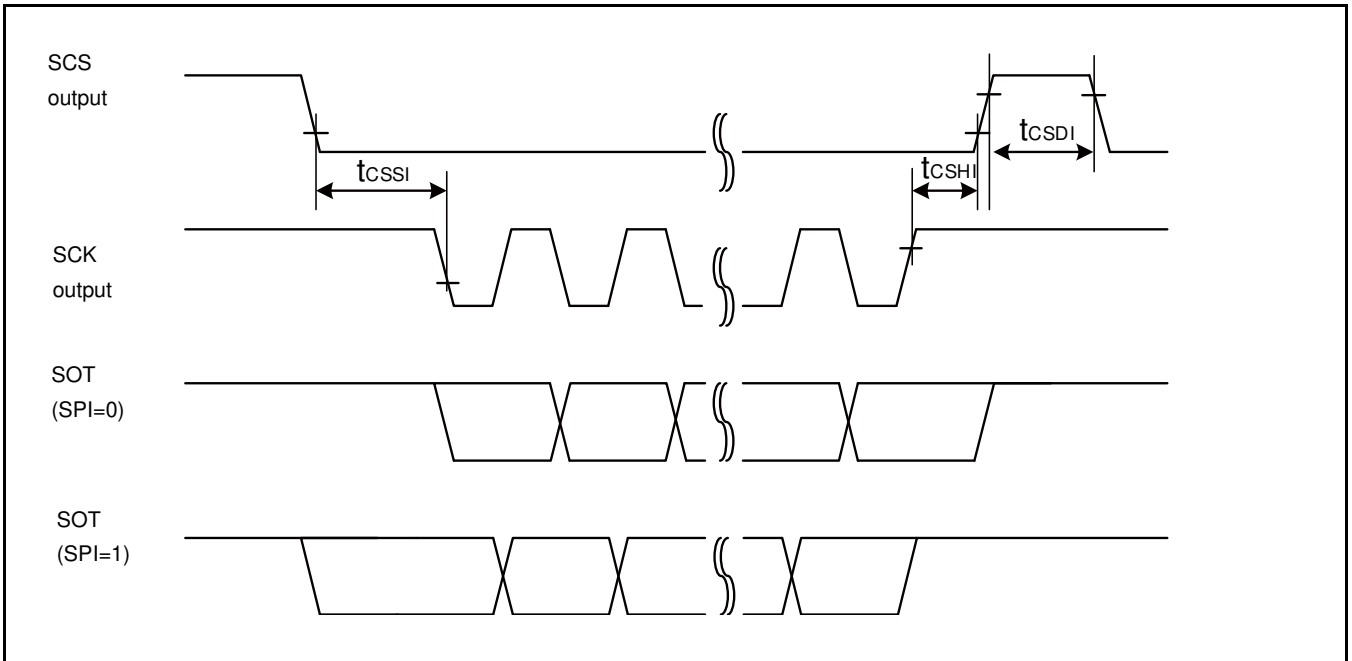 SCS
output
tCSDI
tCSSI
tCSHI
SCK
output
SOT
(SPI=0)
SOT
(SPI=1)